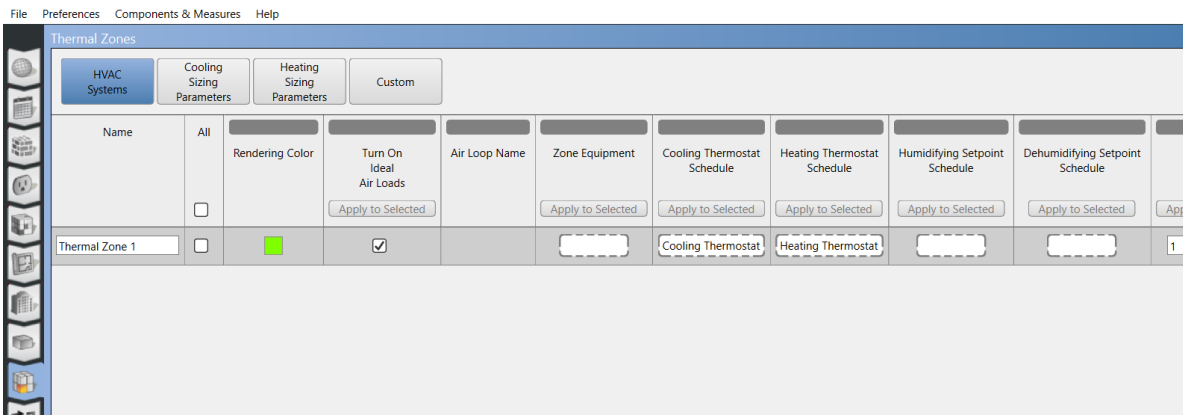 File Preferences Components & Measures Help
Thermal Zones
HVAC
Systems
Cooling
Sizing
Parameters
Heating
Sizing
Parameters
Custom
Name
All
Rendering Color
Turn On
Ideal
Air Loads
Apply to Selected
Air Loop Name
Zone Equipment
Apply to Selected
Cooling Thermostat
Schedule
Apply to Selected
Heating Thermostat
Schedule
Apply to Selected
Humidifying Setpoint
Schedule
Apply to Selected
Dehumidifying Setpoint
Schedule
Apply to Selected
Thermal Zone 1
Cooling Thermostat
Heating Thermostat
1